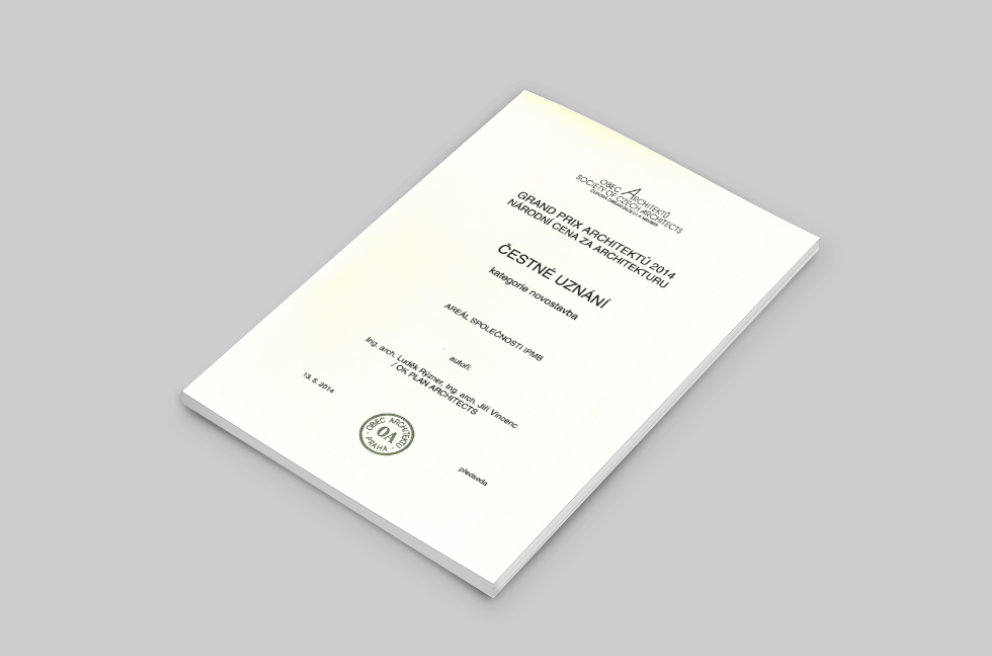 OBEC ARCHITEKTŮ
SOCIETY OF CZECH ARCHITECTS
GRAND PRIX ARCHITEKTŮ 2014
NÁRODNÍ CENA ZA ARCHITEKTURU
ČESTNÉ UZNÁNÍ
kategorie novostavba
AREÁL SPOLEČNOSTI IPMB
autoři:
Ing. arch. Luděk Rýzner, Ing. arch. Jiří Vincenc
/ OK PLAN ARCHITECTS
13. 5. 2014
OBEC ARCHITEKTŮ
OA
PRAHA
předseda